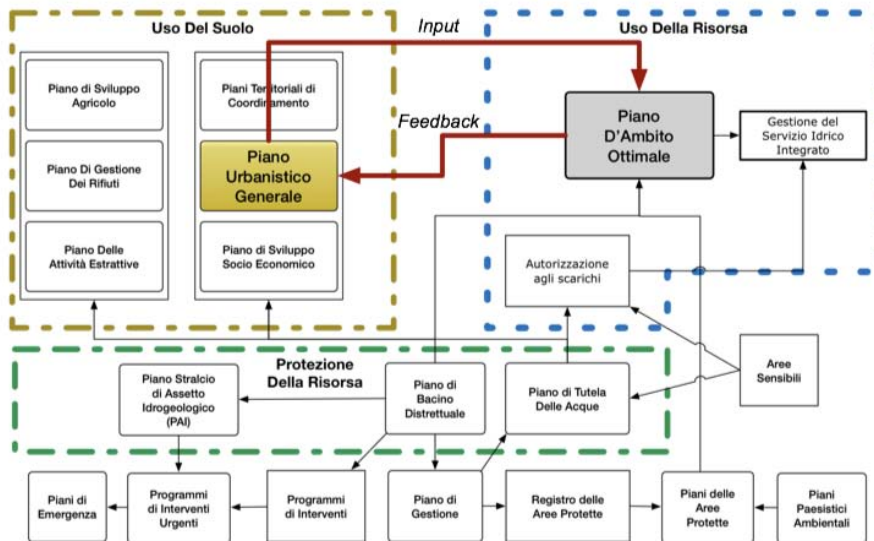 Uso Del Suolo
Input
Uso Della Risorsa
Piano di Sviluppo
Agricolo
Piani Territoriali di
Coordinamento
Feedback
Piano
D'Ambito
Ottimale
Gestione del
Servizio Idrico
Integrato
Piano Di Gestione
Dei Rifiuti
Piano
Urbanistico
Generale
Piano Delle
Attività Estrattive
Piano di Sviluppo
Socio Economico
Autorizzazione
agli scarichi
Protezione
Della Risorsa
Piano Stralcio
di Assetto
Idrogeologico
(PAI)
Piano di
Bacino
Distrettuale
Piano di Tutela
Delle Acque
Aree
Sensibili
Piani di
Emergenza
Programmi
di Interventi
Urgenti
Programmi
di Interventi
Piano di
Gestione
Registro delle
Aree Protette
Piani delle
Aree
Protette
Piani
Paesistici
Ambientali